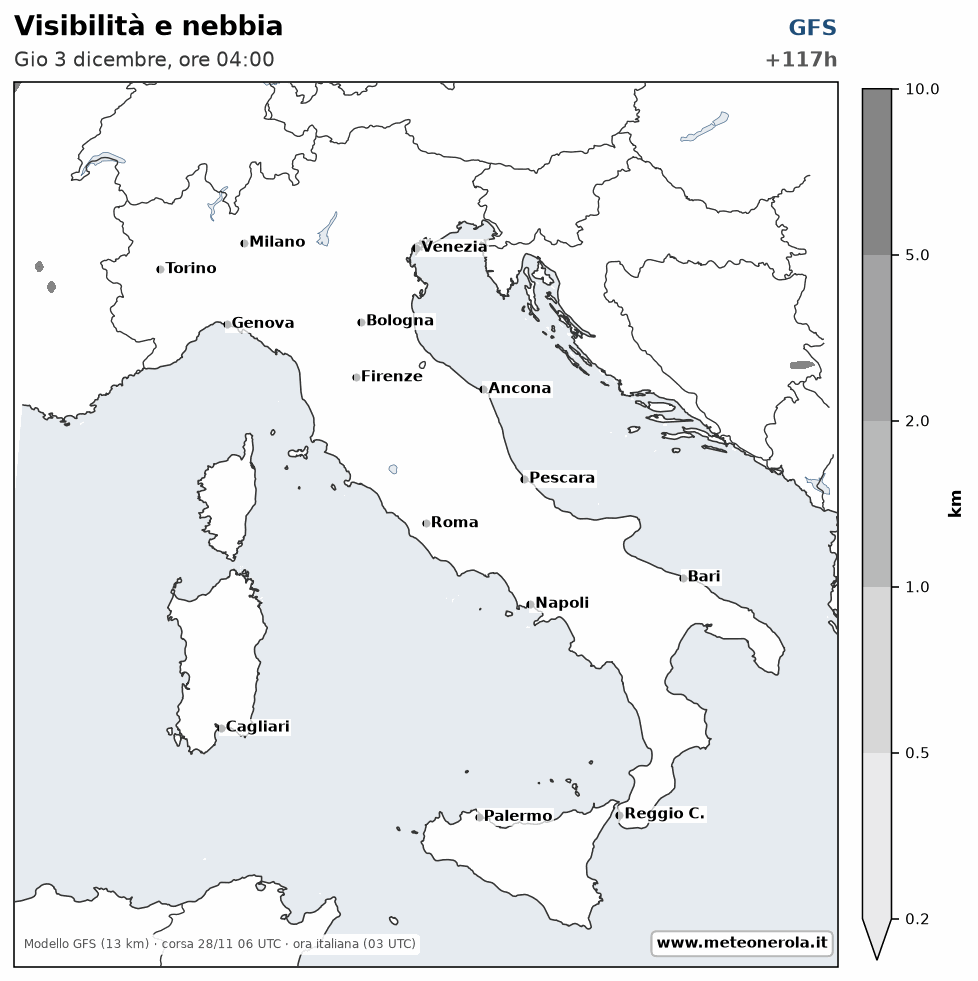 Visibilità e nebbia
GFS
Gio 3 dicembre, ore 04:00
+117h
10.0
5.0
2.0
1.0
0.5
0.2
km
Milano
Venezia
Torino
Genova
Bologna
Firenze
Ancona
Pescara
Roma
Bari
Napoli
Cagliari
Palermo
Reggio C.
Modello GFS (13 km) · corsa 28/11 06 UTC · ora italiana (03 UTC)
www.meteonerola.it